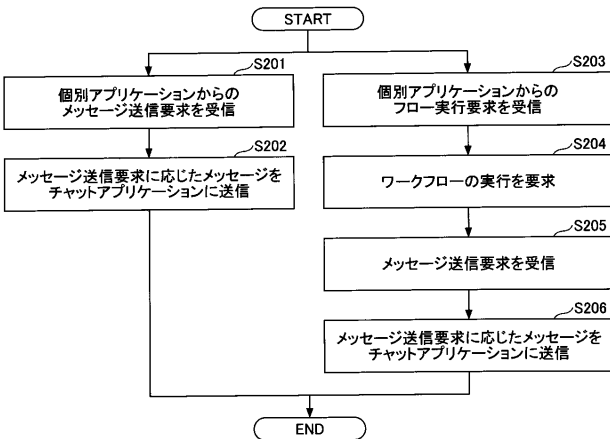 START
S201
個別アプリケーションからの
メッセージ送信要求を受信
S202
メッセージ送信要求に応じたメッセージを
チャットアプリケーションに送信
S203
個別アプリケーションからの
フロー実行要求を受信
S204
ワークフローの実行を要求
S205
メッセージ送信要求を受信
S206
メッセージ送信要求に応じたメッセージを
チャットアプリケーションに送信
END